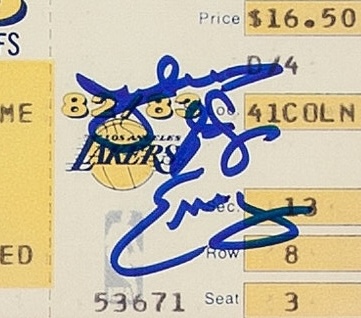 Price $16.50
FS
D/4
ME
82/83
41COLN
LOS ANGELES
LAKERS
Sec. 13
ED
Row 8
53671 Seat 3